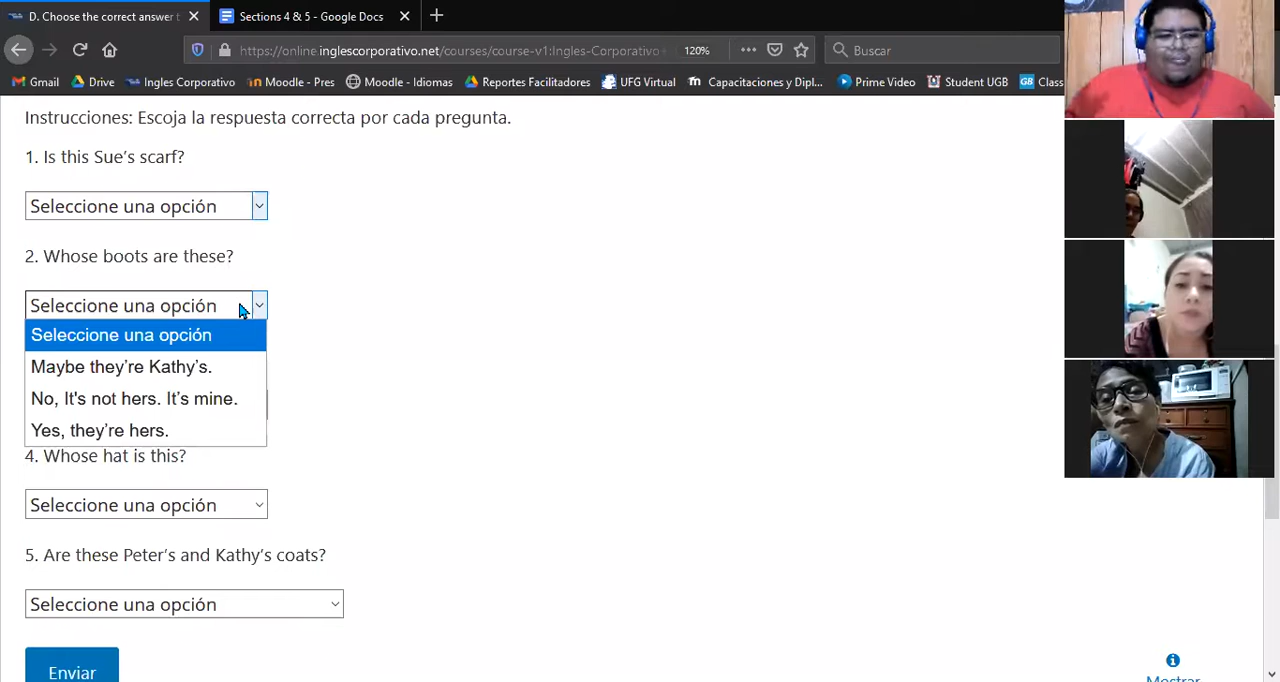 D. Choose the correct answer t
Sections 4 & 5 - Google Docs
https://online.inglescorporativo.net/courses/course-v1:Ingles-Corporativo
120%
Buscar
Gmail
Drive
Ingles Corporativo
Moodle - Pres
Moodle - Idiomas
Reportes Facilitadores
UFG Virtual
Capacitaciones y Dipl...
Prime Video
Student UGB
GB Class
Instrucciones: Escoja la respuesta correcta por cada pregunta.
1. Is this Sue's scarf?
Seleccione una opción
2. Whose boots are these?
Seleccione una opción
Seleccione una opción
Maybe they're Kathy's.
No, It's not hers. It's mine.
Yes, they're hers.
4. Whose hat is this?
Seleccione una opción
5. Are these Peter's and Kathy's coats?
Seleccione una opción
Enviar
Mostrar